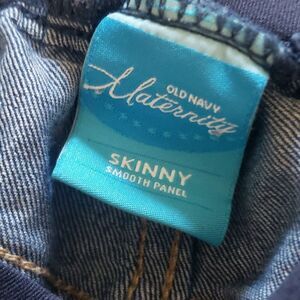 OLD NAVY
Maternity
SKINNY
SMOOTH PANEL